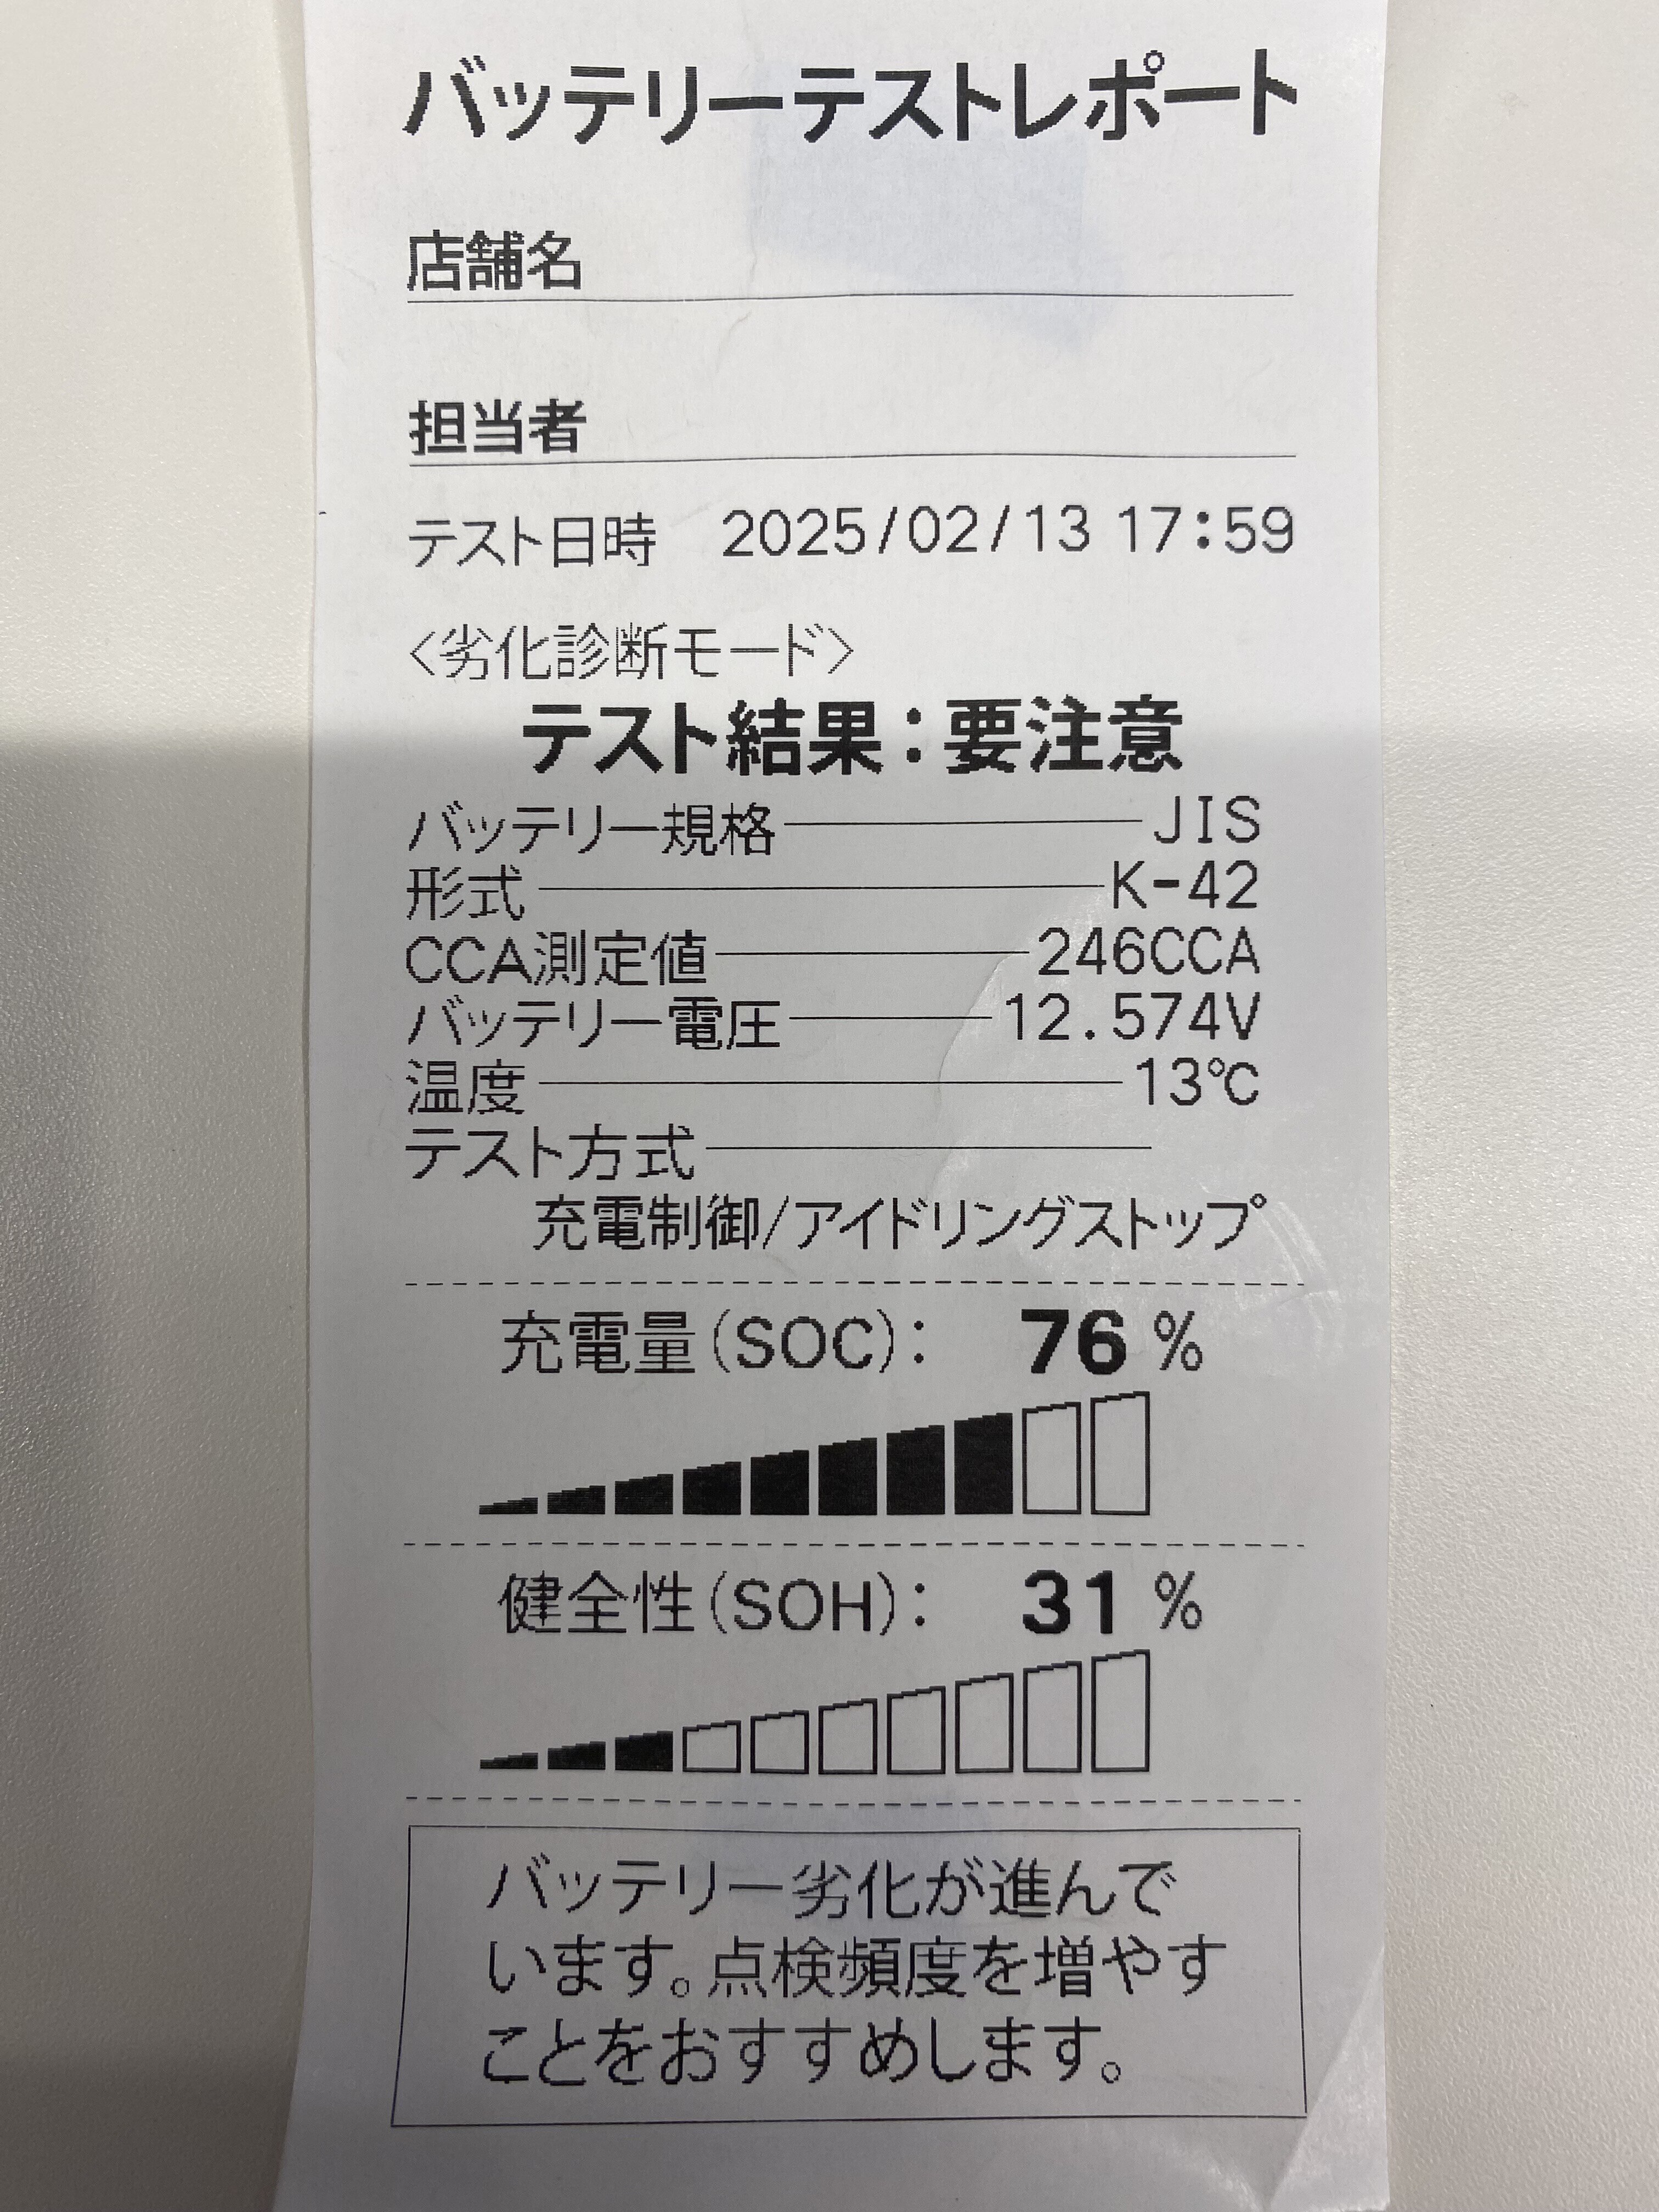 バッテリーテストレポート
店舗名
担当者
テスト日時 2025/02/13 17:59
<劣化診断モード>
テスト結果:要注意
バッテリー規格 JIS
形式 K-42
CCA測定値 246CCA
バッテリー電圧 12.574V
温度 13℃
テスト方式
充電制御/アイドリングストップ
充電量(SOC): 76 %
健全性(SOH): 31 %
バッテリー劣化が進んで
います。点検頻度を増やす
ことをおすすめします。